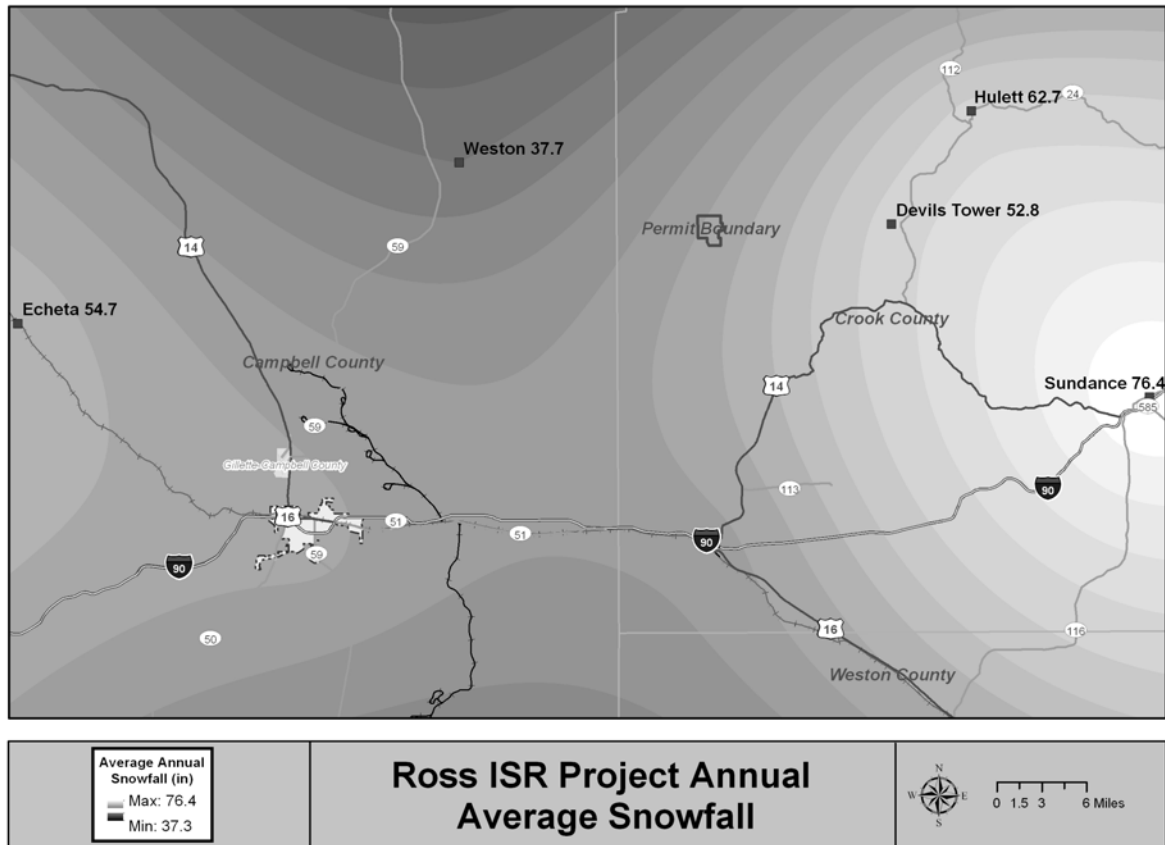 112
Hulett 62.7
24
Weston 37.7
Devils Tower 52.8
Permit Boundary
14
59
Echeta 54.7
Crook County
Campbell County
14
Sundance 76.4
585
59
Gillette-Campbell County
113
90
16
51
51
90
59
90
50
16
116
Weston County
Average Annual
Snowfall (in)
Max: 76.4
Min: 37.3
Ross ISR Project Annual
Average Snowfall
N
W E
S
0 1.5 3 6 Miles